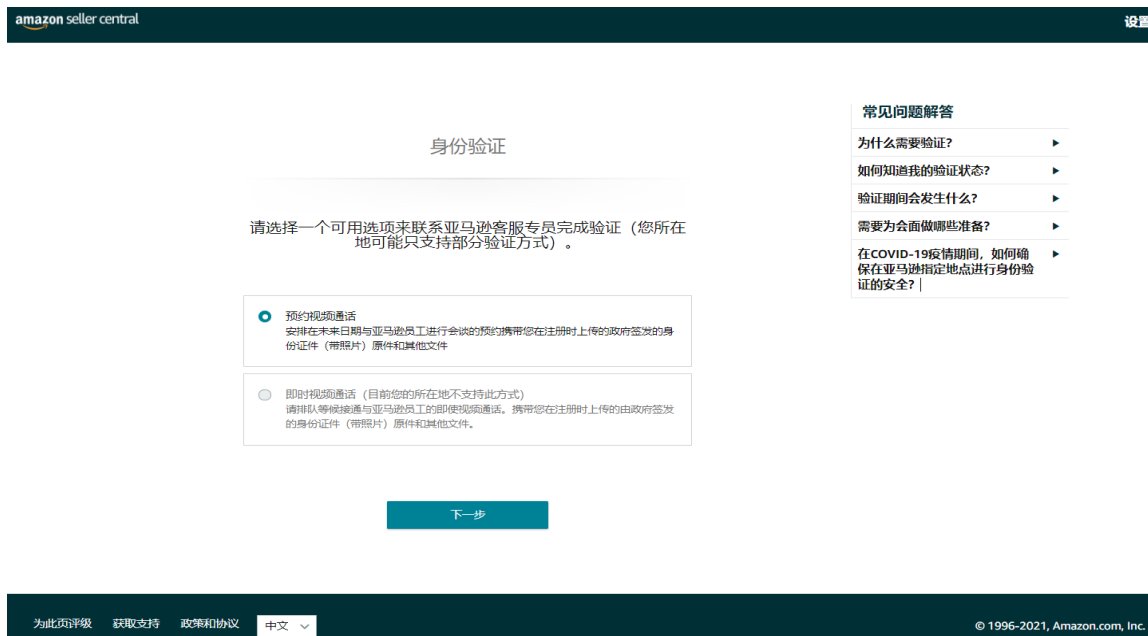 amazon seller central
设置
身份验证
请选择一个可用选项来联系亚马逊客服专员完成验证（您所在
地可能只支持部分验证方式）。
预约视频通话
安排在未来日期与亚马逊员工进行会谈的预约携带您在注册时上传的政府签发的身
份证件（带照片）原件和其他文件
即时视频通话（目前您的所在地不支持此方式）
请排队等候接通与亚马逊员工的即使视频通话。携带您在注册时上传的由政府签发
的身份证件（带照片）原件和其他文件。
下一步
常见问题解答
为什么需要验证?
如何知道我的验证状态?
验证期间会发生什么?
需要为会面做哪些准备?
在COVID-19疫情期间，如何确
保在亚马逊指定地点进行身份验
证的安全?
为此页评级 获取支持 政策和协议 中文
© 1996-2021, Amazon.com, Inc.